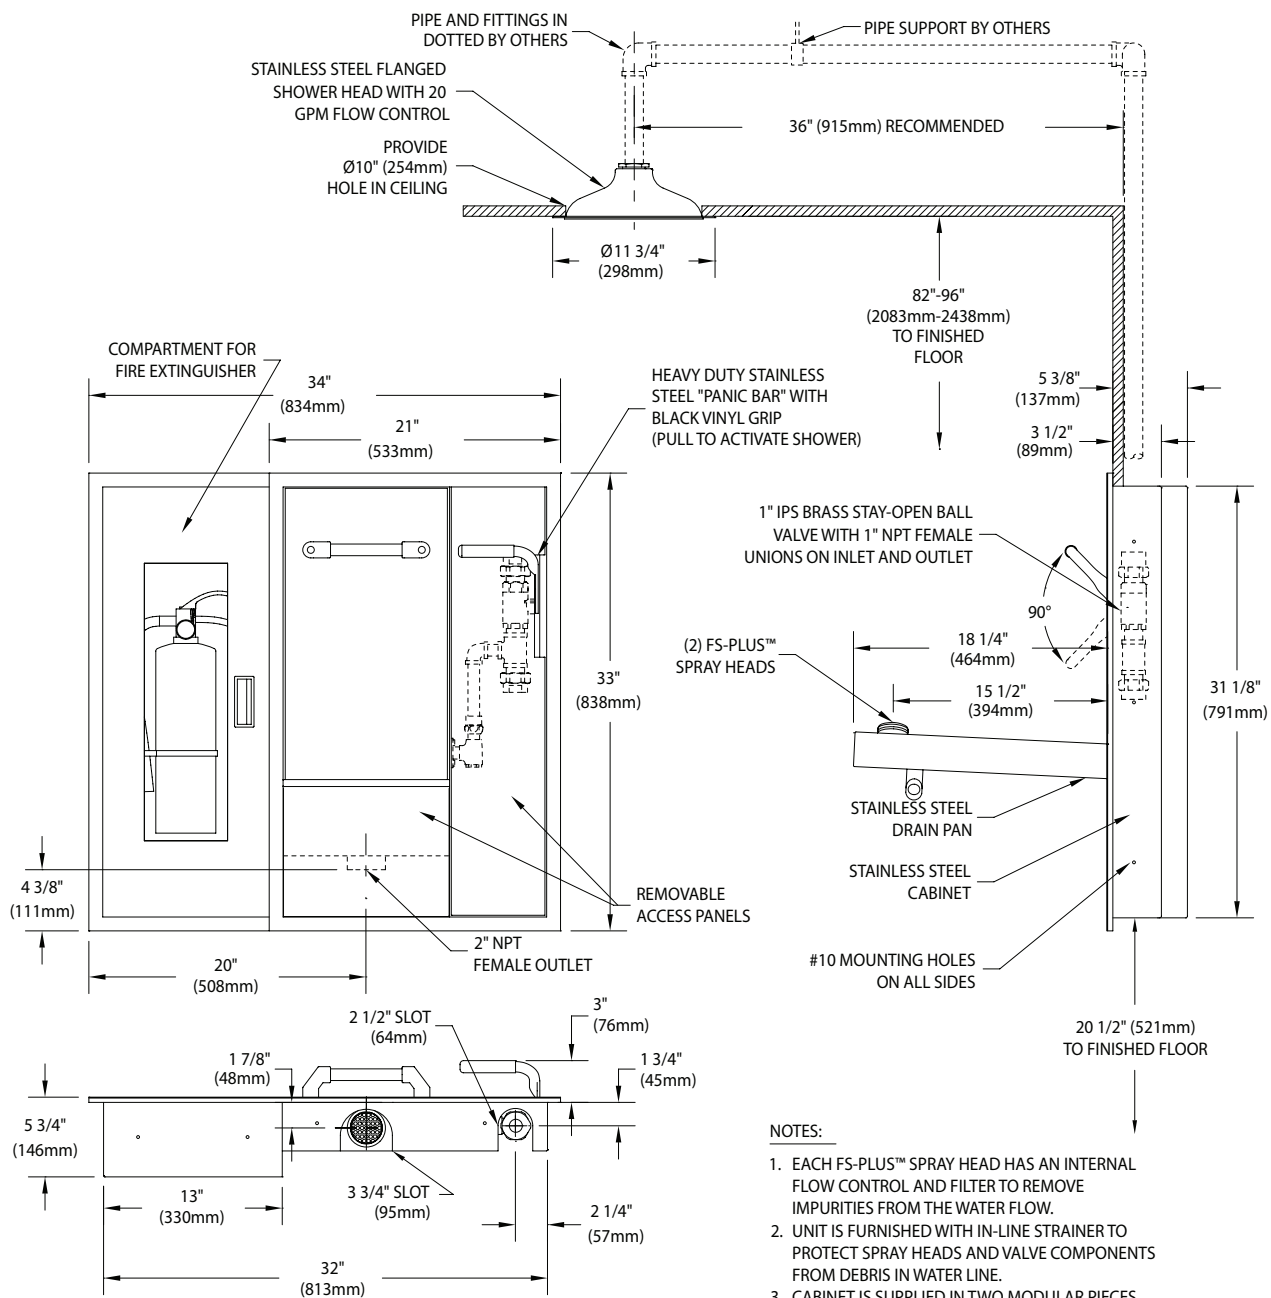 PIPE AND FITTINGS IN
DOTTED BY OTHERS
PIPE SUPPORT BY OTHERS
STAINLESS STEEL FLANGED
SHOWER HEAD WITH 20
GPM FLOW CONTROL
36" (915mm) RECOMMENDED
PROVIDE
Ø10" (254mm)
HOLE IN CEILING
Ø11 3/4"
(298mm)
82"-96"
(2083mm-2438mm)
TO FINISHED
FLOOR
COMPARTMENT FOR
FIRE EXTINGUISHER
34"
(834mm)
21"
(533mm)
HEAVY DUTY STAINLESS
STEEL "PANIC BAR" WITH
BLACK VINYL GRIP
(PULL TO ACTIVATE SHOWER)
5 3/8"
(137mm)
3 1/2"
(89mm)
1" IPS BRASS STAY-OPEN BALL
VALVE WITH 1" NPT FEMALE
UNIONS ON INLET AND OUTLET
90°
(2) FS-PLUS™
SPRAY HEADS
18 1/4"
(464mm)
15 1/2"
(394mm)
33"
(838mm)
31 1/8"
(791mm)
STAINLESS STEEL
DRAIN PAN
STAINLESS STEEL
CABINET
4 3/8"
(111mm)
REMOVABLE
ACCESS PANELS
2" NPT
FEMALE OUTLET
20"
(508mm)
#10 MOUNTING HOLES
ON ALL SIDES
20 1/2" (521mm)
TO FINISHED FLOOR
2 1/2" SLOT
(64mm)
3"
(76mm)
1 7/8"
(48mm)
1 3/4"
(45mm)
5 3/4"
(146mm)
13"
(330mm)
3 3/4" SLOT
(95mm)
2 1/4"
(57mm)
32"
(813mm)
NOTES:
1. EACH FS-PLUS™ SPRAY HEAD HAS AN INTERNAL
FLOW CONTROL AND FILTER TO REMOVE
IMPURITIES FROM THE WATER FLOW.
2. UNIT IS FURNISHED WITH IN-LINE STRAINER TO
PROTECT SPRAY HEADS AND VALVE COMPONENTS
FROM DEBRIS IN WATER LINE.
3. CABINET IS SUPPLIED IN TWO MODULAR PIECES